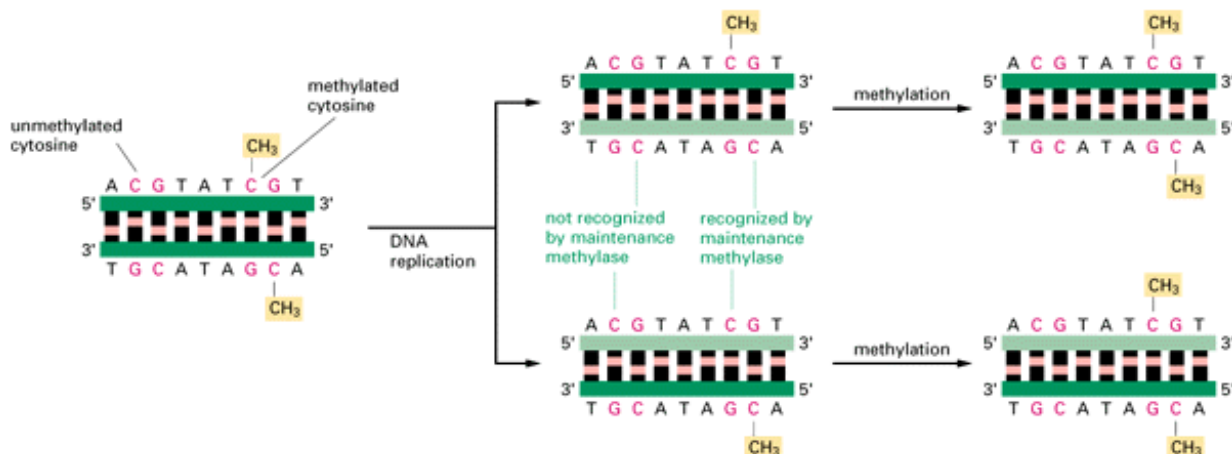 unmethylated
cytosine
methylated
cytosine
CH3
A C G T A T C G T
5' 3'
3' 5'
T G C A T A G C A
CH3
DNA
replication
CH3
A C G T A T C G T
5' 3'
3' 5'
T G C A T A G C A
not recognized
by maintenance
methylase
recognized by
maintenance
methylase
A C G T A T C G T
5' 3'
3' 5'
T G C A T A G C A
CH3
methylation
CH3
A C G T A T C G T
5' 3'
3' 5'
T G C A T A G C A
CH3
methylation
CH3
A C G T A T C G T
5' 3'
3' 5'
T G C A T A G C A
CH3